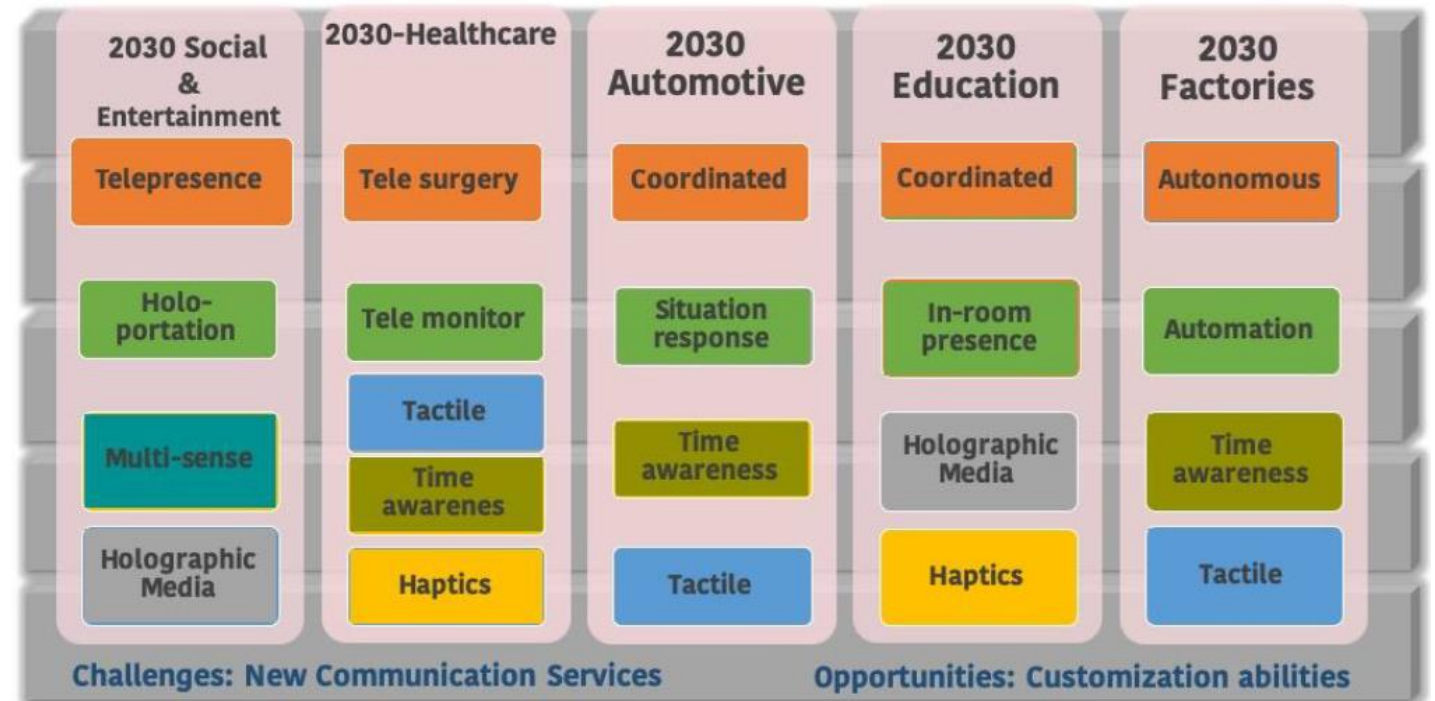 2030 Social
&
Entertainment
Telepresence
Holo-
portation
Multi-sense
Holographic
Media
2030-Healthcare
Tele surgery
Tele monitor
Tactile
Time
awarenes
Haptics
2030
Automotive
Coordinated
Situation
response
Time
awareness
Tactile
2030
Education
Coordinated
In-room
presence
Holographic
Media
Haptics
2030
Factories
Autonomous
Automation
Time
awareness
Tactile
Challenges: New Communication Services
Opportunities: Customization abilities